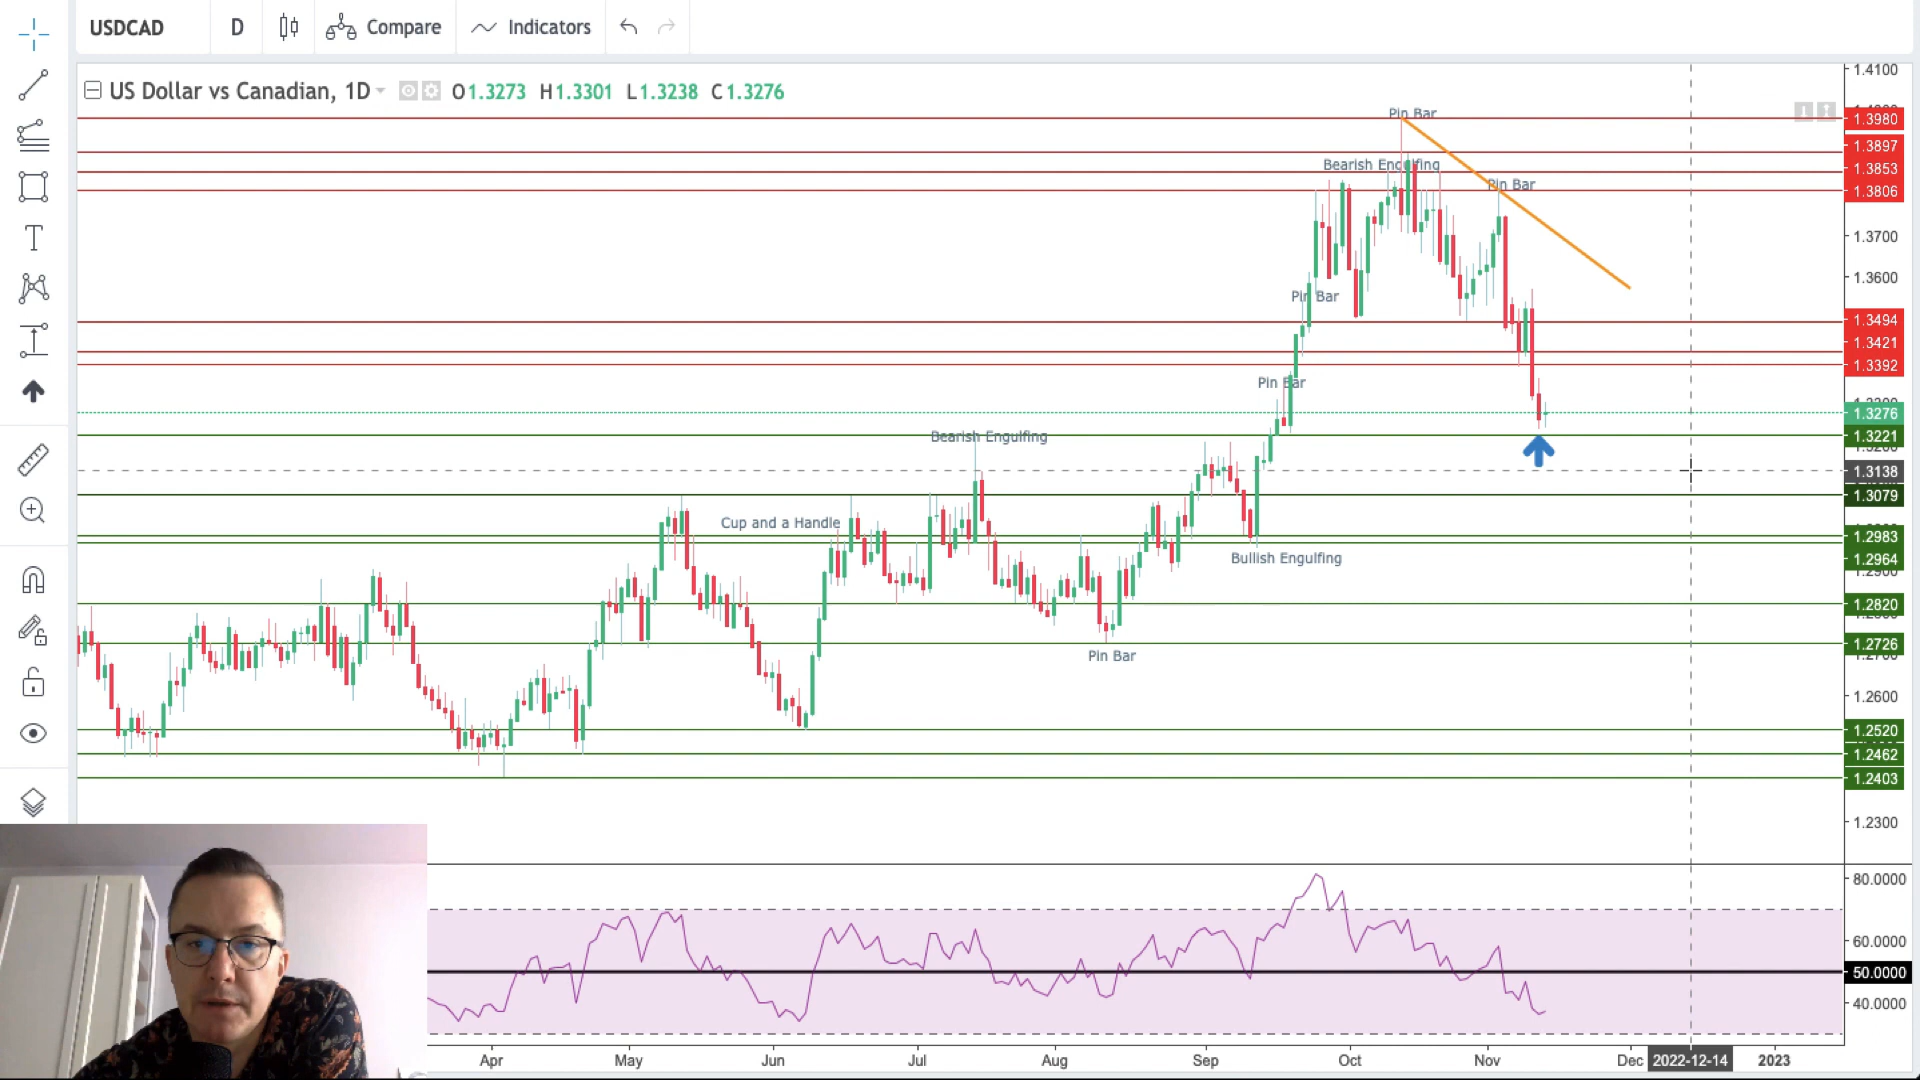 USDCAD D Compare Indicators
US Dollar vs Canadian, 1D O1.3273 H1.3301 L1.3238 C1.3276
T
1.4100
Pin Bar
1.3980
1.3897
Bearish Engulfing
1.3853
Pin Bar
1.3806
1.3700
1.3600
Pin Bar
1.3494
1.3421
1.3392
Pin Bar
1.3276
Bearish Engulfing
1.3221
1.3138
1.3079
Cup and a Handle
1.2983
Bullish Engulfing
1.2964
1.2820
1.2726
Pin Bar
1.2600
1.2520
1.2462
1.2403
1.2300
80.0000
60.0000
50.0000
40.0000
Apr May Jun Jul Aug Sep Oct Nov Dec 2022-12-14 2023